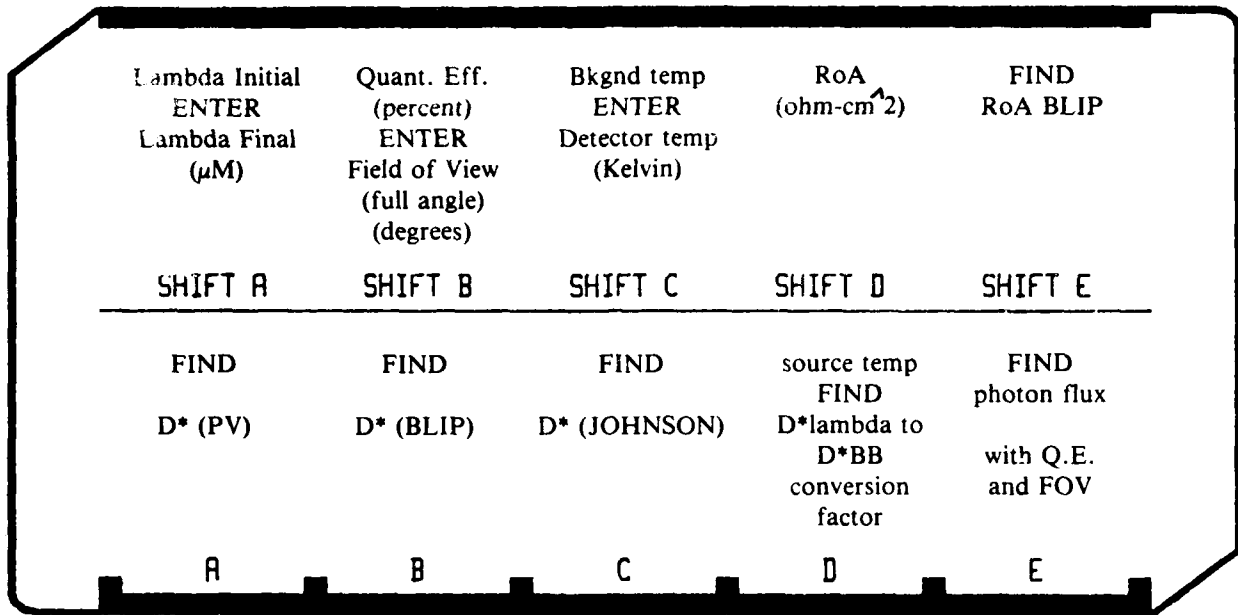 Lambda Initial
ENTER
Lambda Final
(μM)
Quant. Eff.
(percent)
ENTER
Field of View
(full angle)
(degrees)
Bkgnd temp
ENTER
Detector temp
(Kelvin)
RoA
(ohm-cm^2)
FIND
RoA BLIP
SHIFT A
SHIFT B
SHIFT C
SHIFT D
SHIFT E
FIND
D* (PV)
FIND
D* (BLIP)
FIND
D* (JOHNSON)
source temp
FIND
D*lambda to
D*BB
conversion
factor
FIND
photon flux
with Q.E.
and FOV
A
B
C
D
E